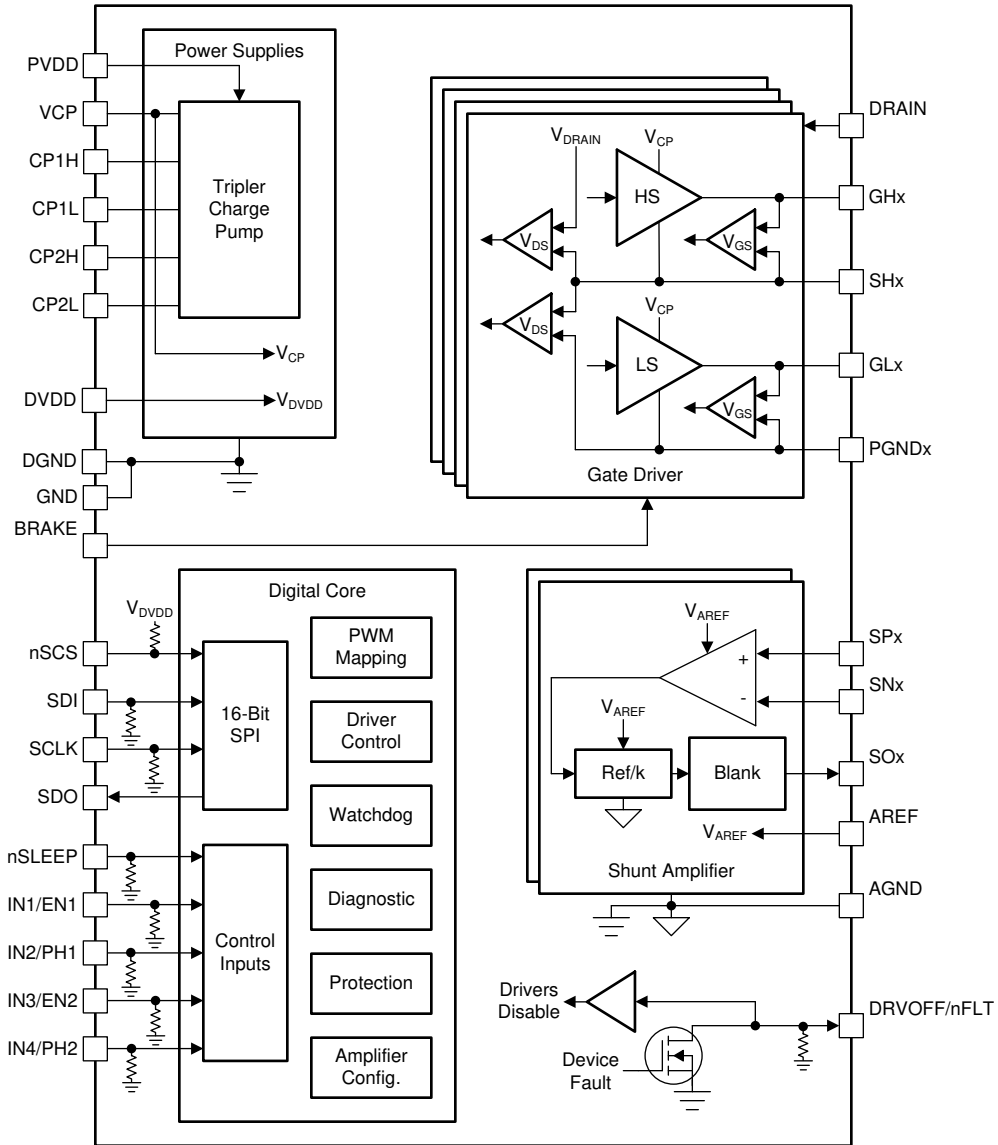 PVDD
VCP
CP1H
CP1L
CP2H
CP2L
DVDD
DGND
GND
BRAKE
Power Supplies
Tripler
Charge
Pump
VCP
VDVDD
VDRAIN
VCP
HS
VDS
VGS
VDS
VCP
LS
VGS
Gate Driver
DRAIN
GHx
SHx
GLx
PGNDx
nSCS
SDI
SCLK
SDO
nSLEEP
IN1/EN1
IN2/PH1
IN3/EN2
IN4/PH2
Digital Core
VDVDD
16-Bit
SPI
Control
Inputs
PWM
Mapping
Driver
Control
Watchdog
Diagnostic
Protection
Amplifier
Config.
VAREF
+
-
VAREF
Ref/k
Blank
VAREF
Shunt Amplifier
SPx
SNx
SOx
AREF
AGND
Drivers
Disable
Device
Fault
DRVOFF/nFLT